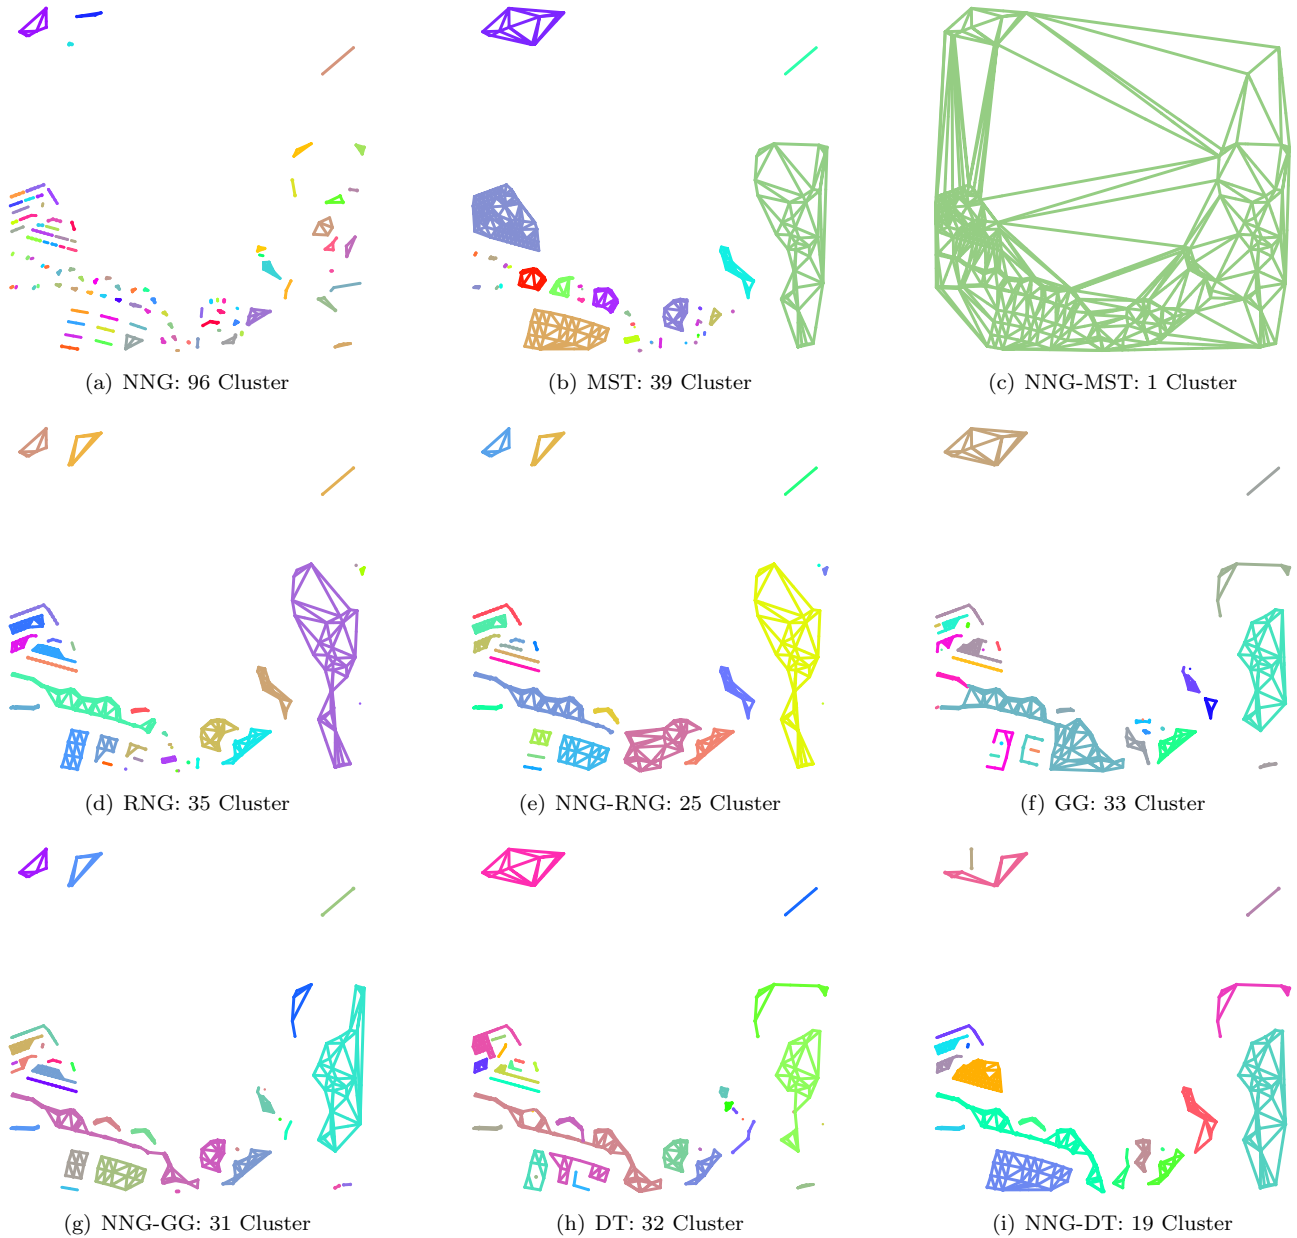 (a) NNG: 96 Cluster
(b) MST: 39 Cluster
(c) NNG-MST: 1 Cluster
(d) RNG: 35 Cluster
(e) NNG-RNG: 25 Cluster
(f) GG: 33 Cluster
(g) NNG-GG: 31 Cluster
(h) DT: 32 Cluster
(i) NNG-DT: 19 Cluster